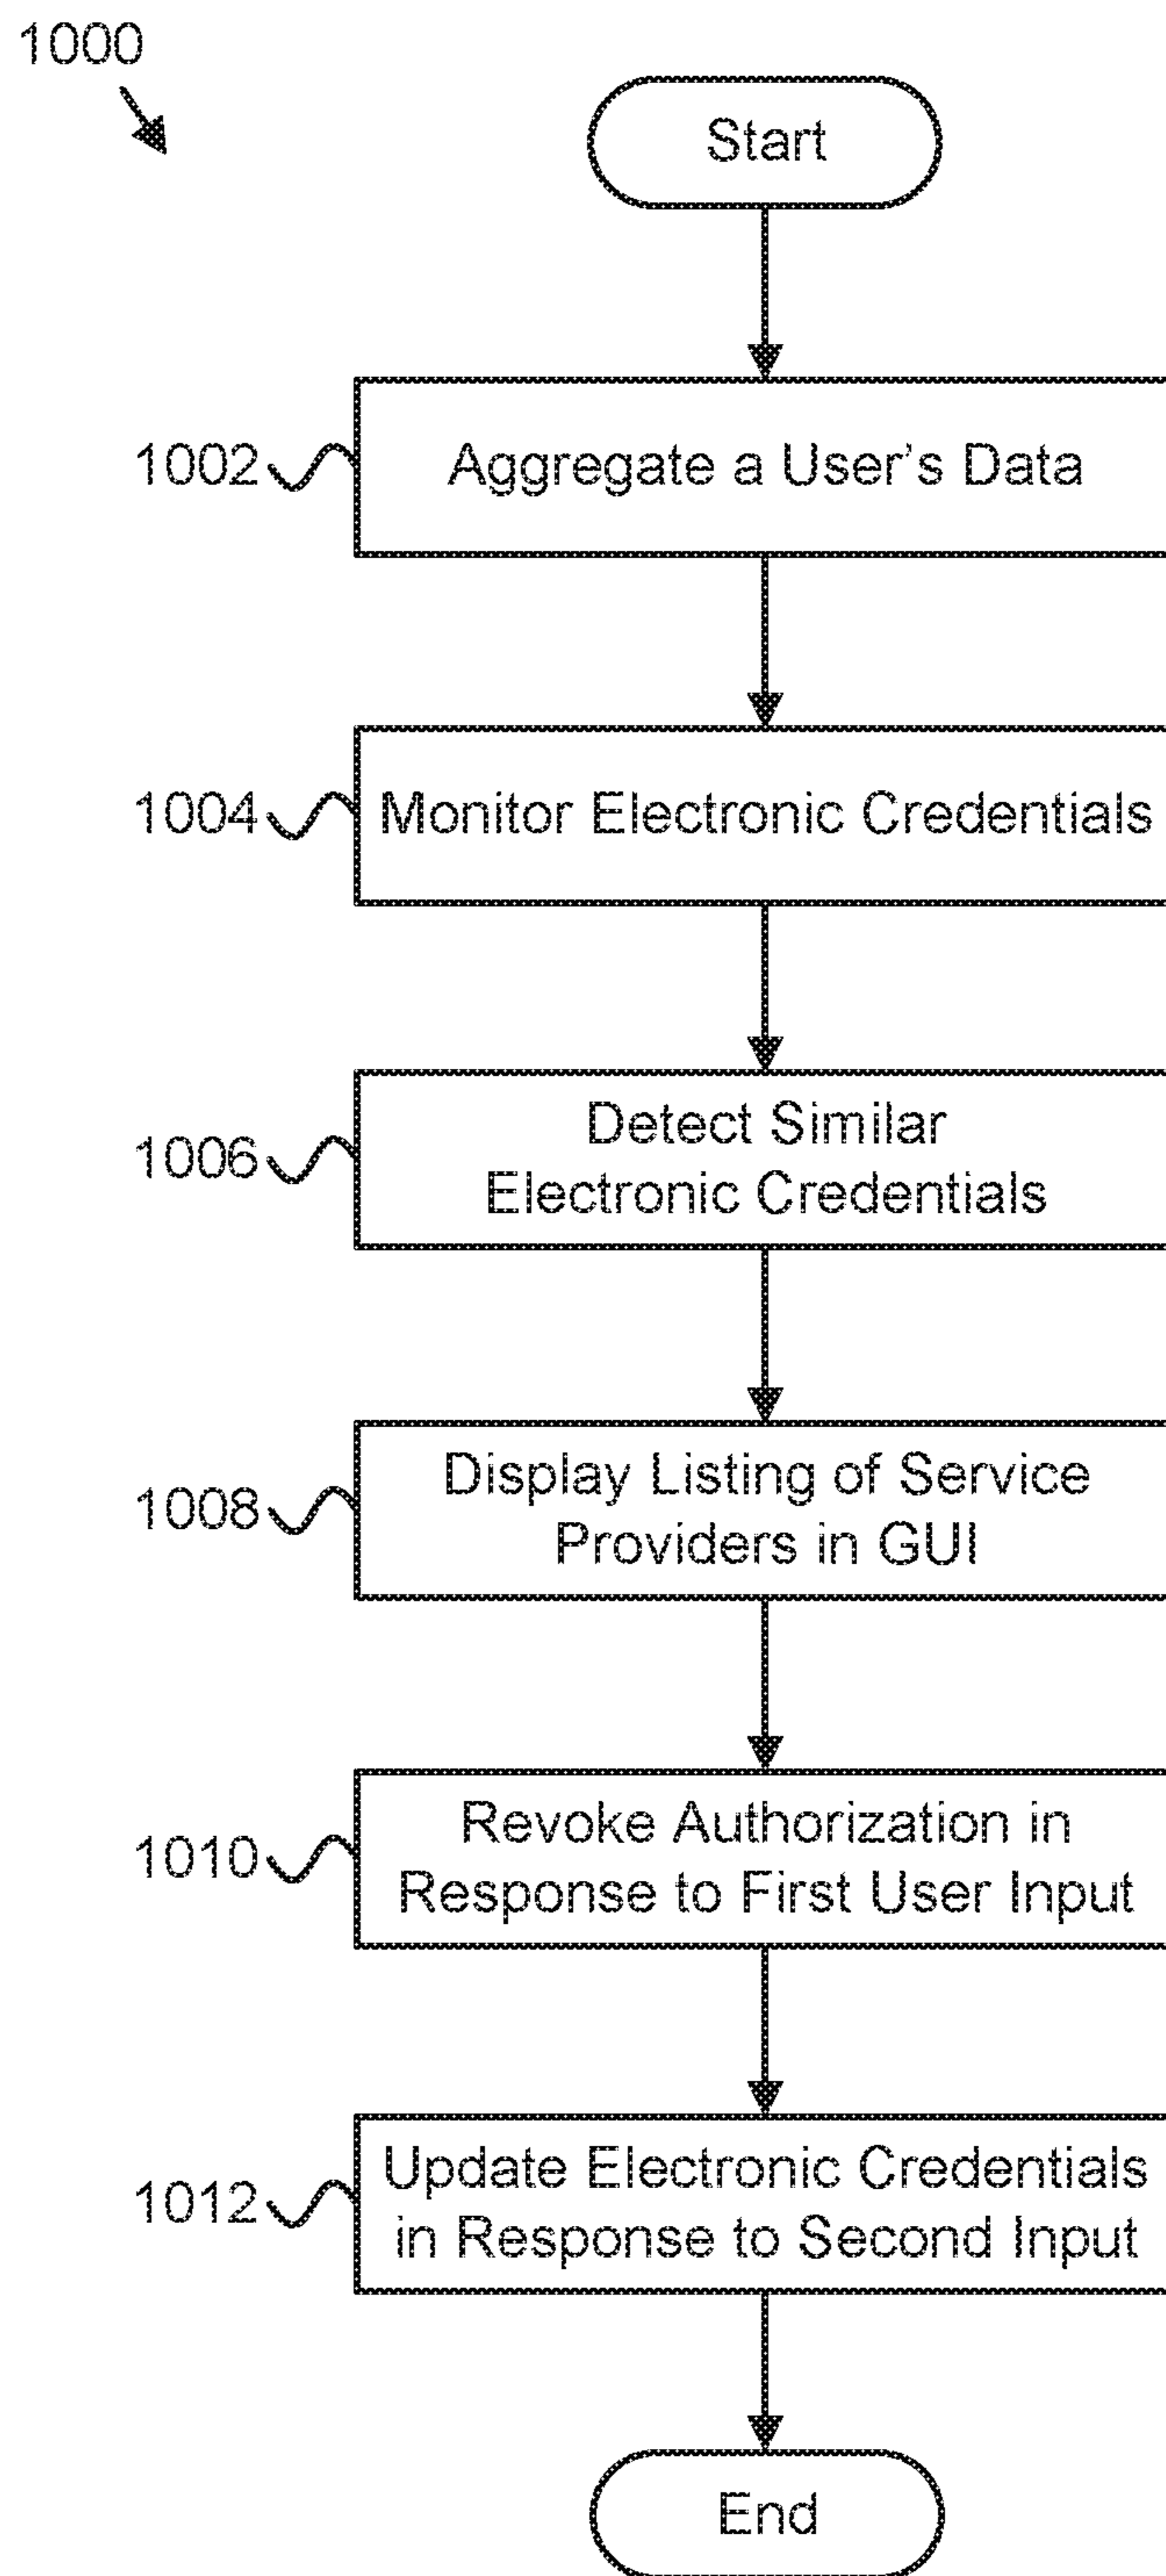 1000
Start
1002
Aggregate a User's Data
1004
Monitor Electronic Credentials
1006
Detect Similar
Electronic Credentials
1008
Display Listing of Service
Providers in GUI
1010
Revoke Authorization in
Response to First User Input
1012
Update Electronic Credentials
in Response to Second Input
End